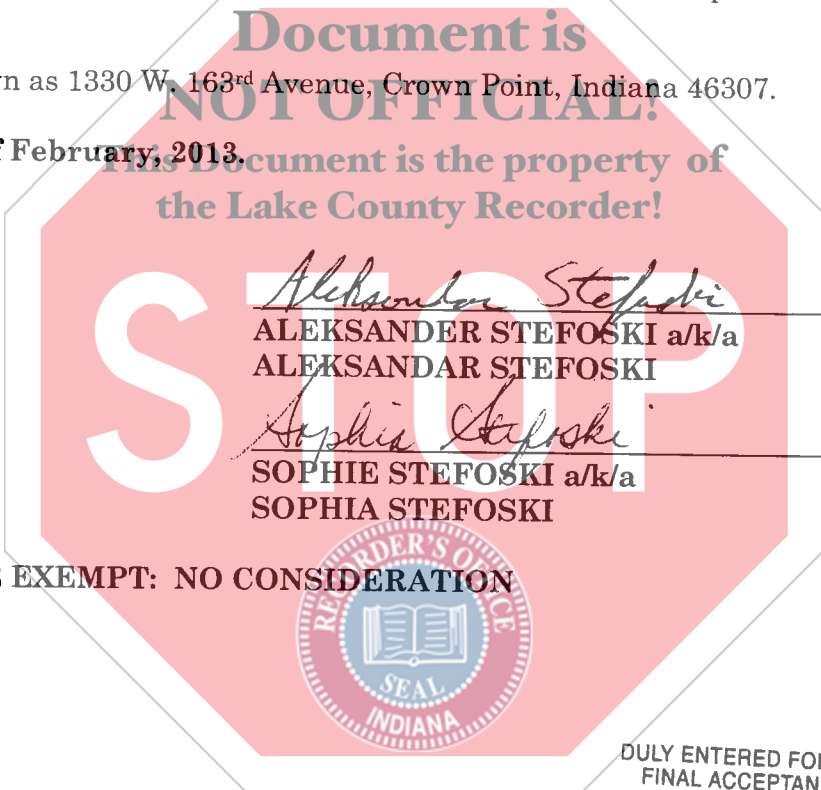 Document is
n as 1330 W. 163rd Avenue, Crown Point, Indiana 46307.
NOT OFFICIAL!
February, 2013.
This Document is the property of
the Lake County Recorder!
STOP
Aleksandar Stefoski
ALEKSANDER STEFOSKI a/k/a
ALEKSANDAR STEFOSKI
Sophia Stefoski
SOPHIE STEFOSKI a/k/a
SOPHIA STEFOSKI
EXEMPT: NO CONSIDERATION
RECORDER'S OFFICE
SEAL
INDIANA
DULY ENTERED FOR
FINAL ACCEPTAN